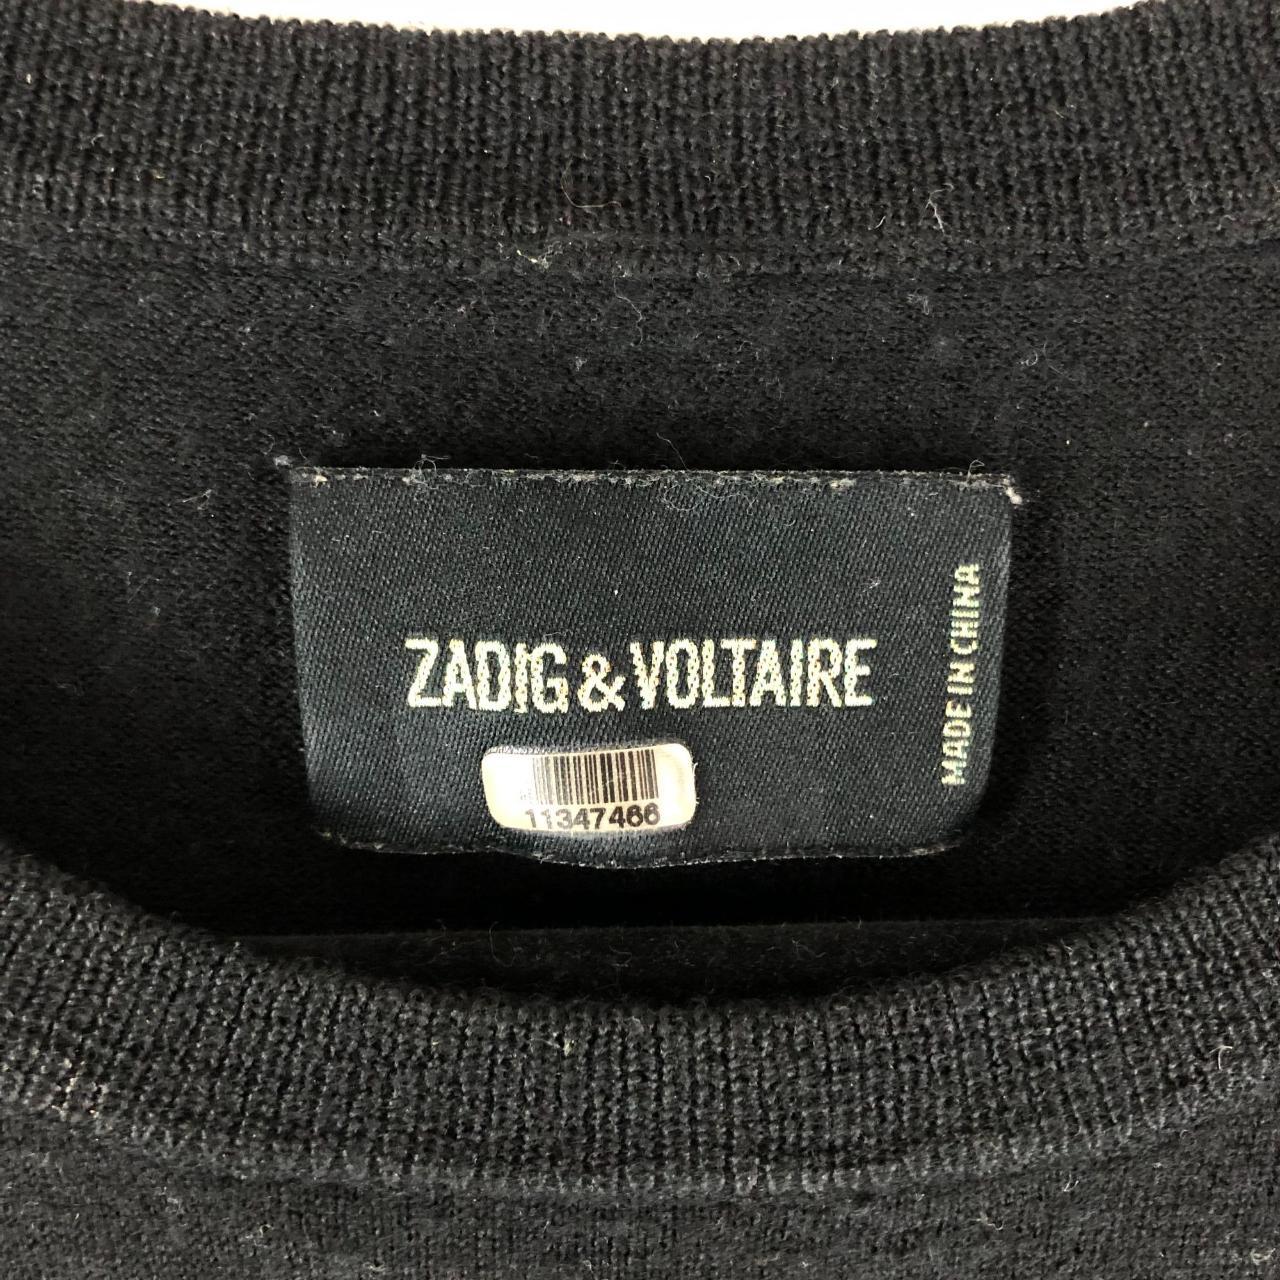 ZADIG & VOLTAIRE
MADE IN CHINA
11347466